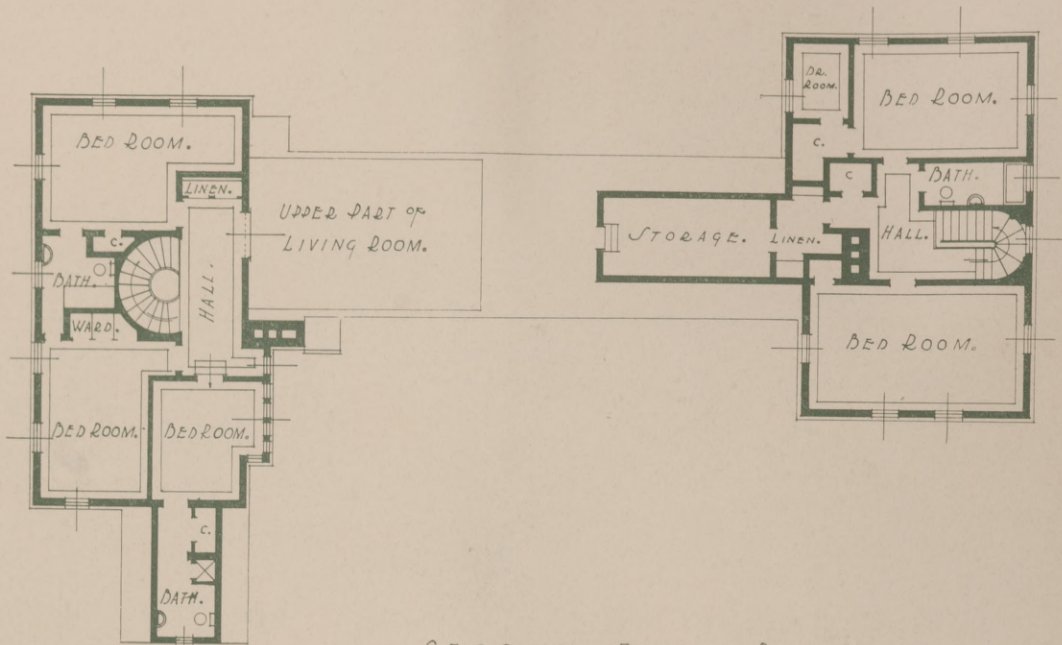 BED ROOM.
LINEN.
UPPER PART OF
LIVING ROOM.
C.
BATH.
HALL.
WARD.
BED ROOM.
BED ROOM.
C.
BATH.
DR.
ROOM.
BED ROOM.
C.
C
BATH.
STORAGE.
LINEN.
HALL.
BED ROOM.